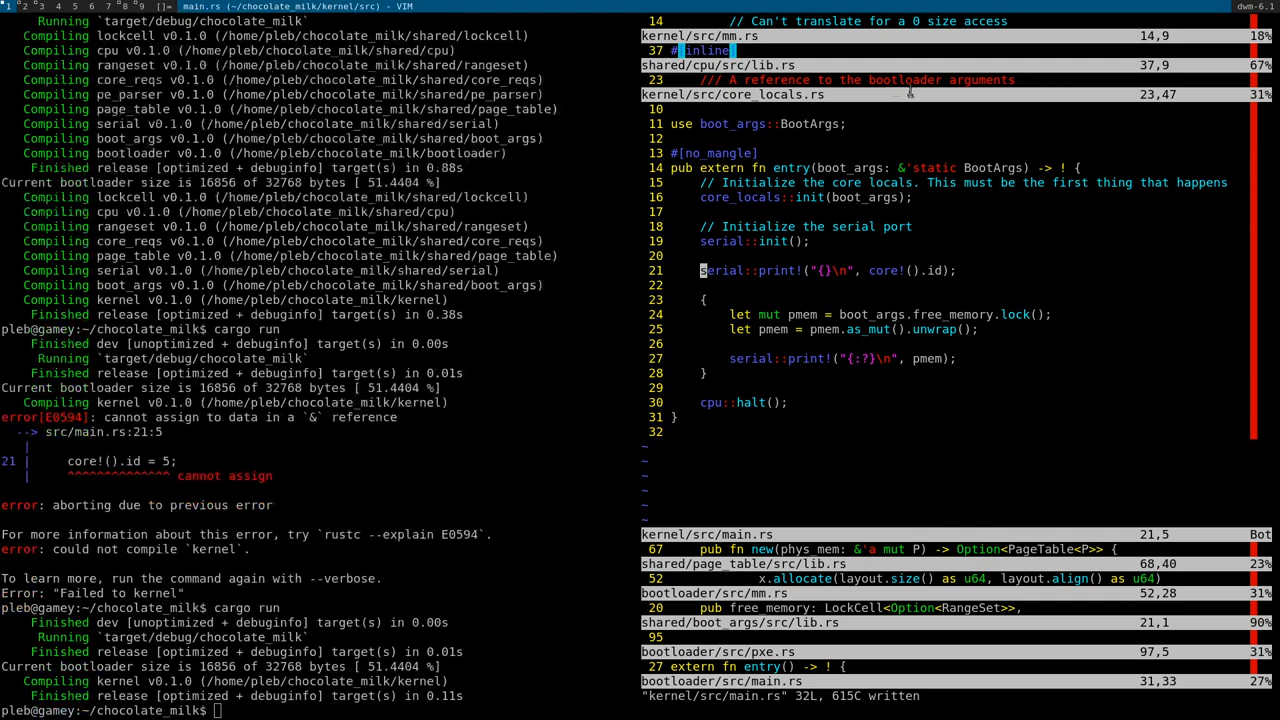 1 2 3 4 5 6 7 8 9 []= main.rs (~/chocolate_milk/kernel/src) - VIM
dwm-6.1
Running `target/debug/chocolate_milk`
Compiling lockcell v0.1.0 (/home/pleb/chocolate_milk/shared/lockcell)
Compiling cpu v0.1.0 (/home/pleb/chocolate_milk/shared/cpu)
Compiling rangeset v0.1.0 (/home/pleb/chocolate_milk/shared/rangeset)
Compiling core_reqs v0.1.0 (/home/pleb/chocolate_milk/shared/core_reqs)
Compiling pe_parser v0.1.0 (/home/pleb/chocolate_milk/shared/pe_parser)
Compiling page_table v0.1.0 (/home/pleb/chocolate_milk/shared/page_table)
Compiling serial v0.1.0 (/home/pleb/chocolate_milk/shared/serial)
Compiling boot_args v0.1.0 (/home/pleb/chocolate_milk/shared/boot_args)
Compiling bootloader v0.1.0 (/home/pleb/chocolate_milk/bootloader)
Finished release [optimized + debuginfo] target(s) in 0.88s
Current bootloader size is 16856 of 32768 bytes [ 51.4404 %]
Compiling lockcell v0.1.0 (/home/pleb/chocolate_milk/shared/lockcell)
Compiling cpu v0.1.0 (/home/pleb/chocolate_milk/shared/cpu)
Compiling rangeset v0.1.0 (/home/pleb/chocolate_milk/shared/rangeset)
Compiling core_reqs v0.1.0 (/home/pleb/chocolate_milk/shared/core_reqs)
Compiling page_table v0.1.0 (/home/pleb/chocolate_milk/shared/page_table)
Compiling serial v0.1.0 (/home/pleb/chocolate_milk/shared/serial)
Compiling boot_args v0.1.0 (/home/pleb/chocolate_milk/shared/boot_args)
Compiling kernel v0.1.0 (/home/pleb/chocolate_milk/kernel)
Finished release [optimized + debuginfo] target(s) in 0.38s
pleb@gamey:~/chocolate_milk$ cargo run
Finished dev [unoptimized + debuginfo] target(s) in 0.00s
Running `target/debug/chocolate_milk`
Finished release [optimized + debuginfo] target(s) in 0.01s
Current bootloader size is 16856 of 32768 bytes [ 51.4404 %]
Compiling kernel v0.1.0 (/home/pleb/chocolate_milk/kernel)
error[E0594]: cannot assign to data in a `&` reference
--> src/main.rs:21:5
|
21 | core!().id = 5;
| ^^^^^^^^^^^^^^ cannot assign
error: aborting due to previous error
For more information about this error, try `rustc --explain E0594`.
error: could not compile `kernel`.
To learn more, run the command again with --verbose.
Error: "Failed to kernel"
pleb@gamey:~/chocolate_milk$ cargo run
Finished dev [unoptimized + debuginfo] target(s) in 0.00s
Running `target/debug/chocolate_milk`
Finished release [optimized + debuginfo] target(s) in 0.01s
Current bootloader size is 16856 of 32768 bytes [ 51.4404 %]
Compiling kernel v0.1.0 (/home/pleb/chocolate_milk/kernel)
Finished release [optimized + debuginfo] target(s) in 0.11s
pleb@gamey:~/chocolate_milk$
14 // Can't translate for a 0 size access
kernel/src/mm.rs 14,9 18%
37 #[inline]
shared/cpu/src/lib.rs 37,9 67%
23 /// A reference to the bootloader arguments
kernel/src/core_locals.rs 23,47 31%
10
11 use boot_args::BootArgs;
12
13 #[no_mangle]
14 pub extern fn entry(boot_args: &'static BootArgs) -> ! {
15 // Initialize the core locals. This must be the first thing that happens
16 core_locals::init(boot_args);
17
18 // Initialize the serial port
19 serial::init();
20
21 serial::print!("{}\n", core!().id);
22
23 {
24 let mut pmem = boot_args.free_memory.lock();
25 let pmem = pmem.as_mut().unwrap();
26
27 serial::print!("{:?}\n", pmem);
28 }
29
30 cpu::halt();
31 }
32
~
~
~
~
~
~
kernel/src/main.rs 21,5 Bot
67 pub fn new(phys_mem: &'a mut P) -> Option<PageTable<P>> {
shared/page_table/src/lib.rs 68,40 23%
52 x.allocate(layout.size() as u64, layout.align() as u64)
bootloader/src/mm.rs 52,28 31%
20 pub free_memory: LockCell<Option<RangeSet>>,
shared/boot_args/src/lib.rs 21,1 90%
95
bootloader/src/pxe.rs 97,5 31%
27 extern fn entry() -> ! {
bootloader/src/main.rs 31,33 27%
"kernel/src/main.rs" 32L, 615C written